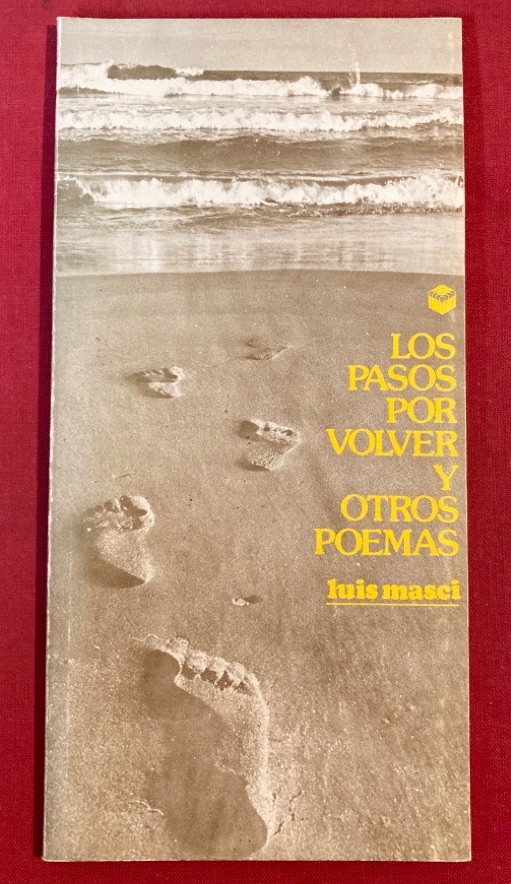 LOS
PASOS
POR
VOLVER
Y
OTROS
POEMAS
luis masci